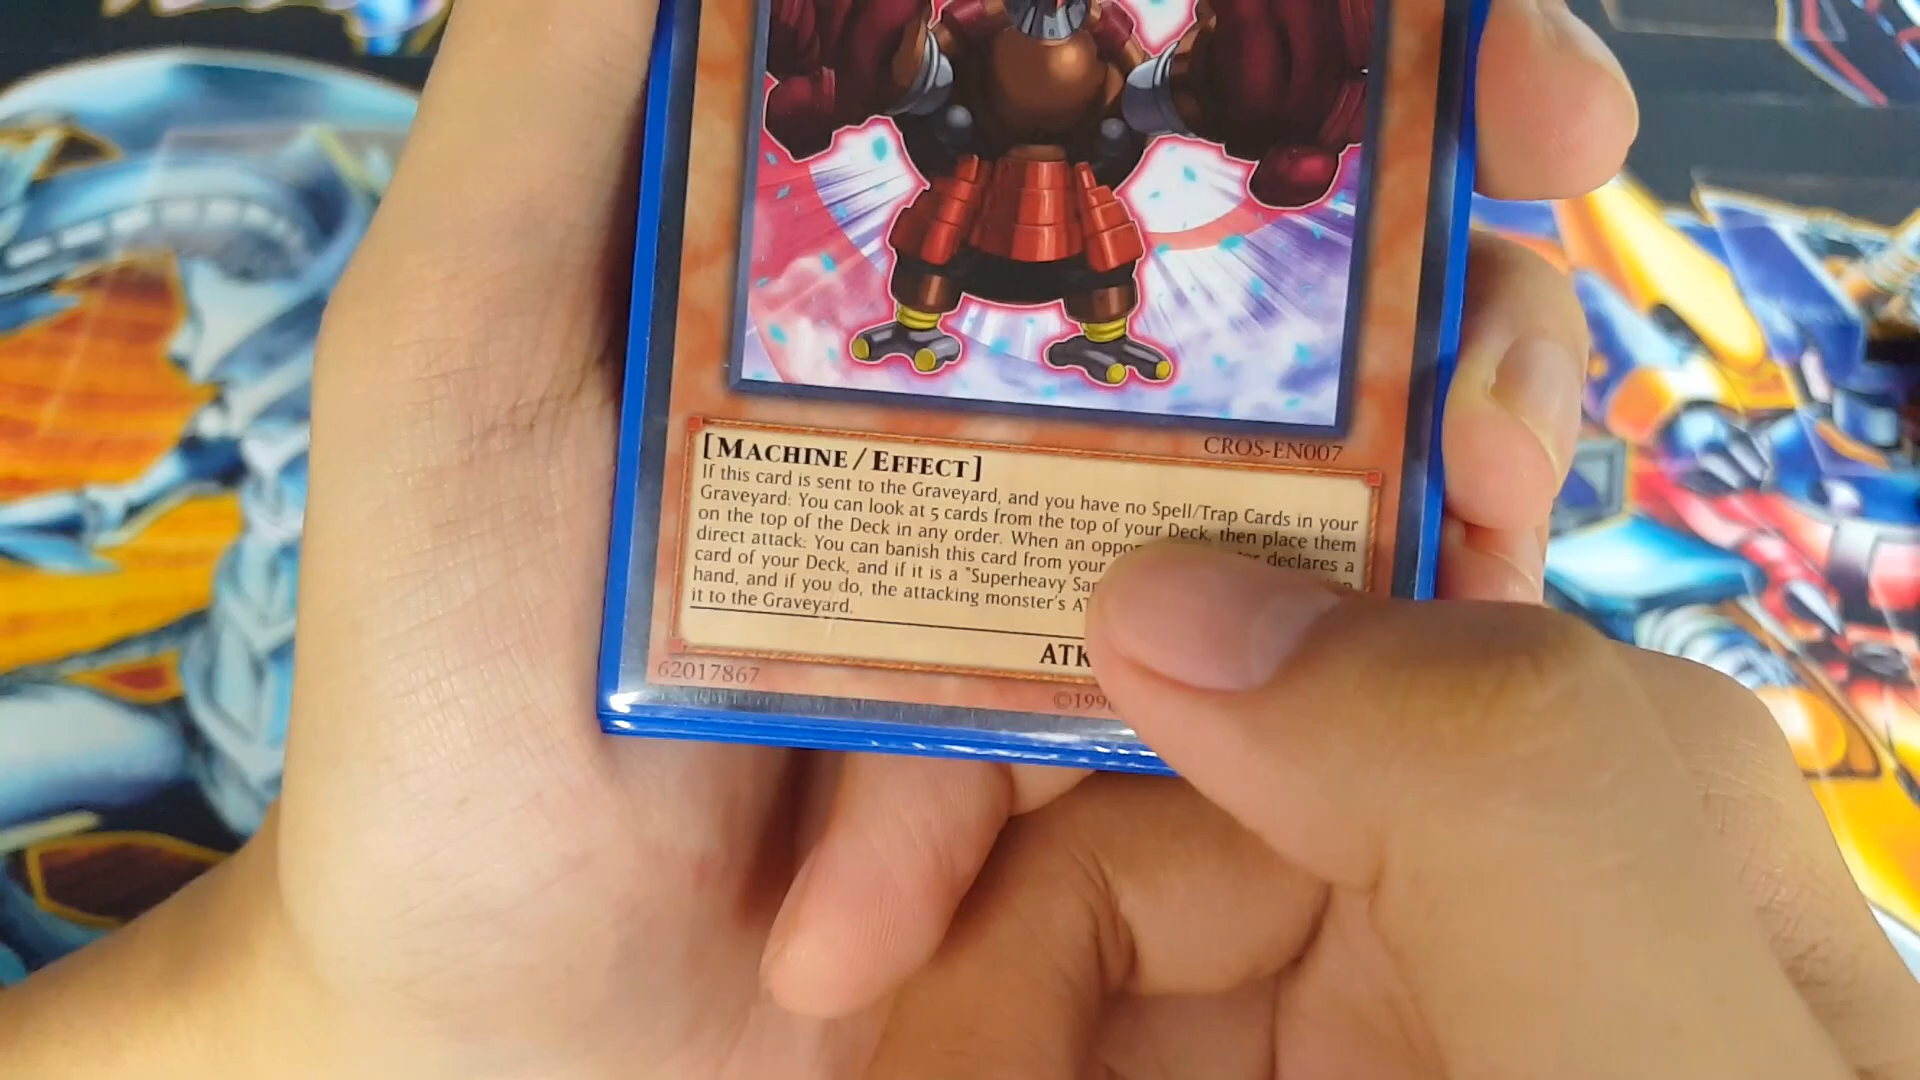 CROS-EN007
[MACHINE/EFFECT]
If this card is sent to the Graveyard, and you have no Spell/Trap Cards in your
Graveyard: You can look at 5 cards from the top of your Deck, then place them
on the top of the Deck in any order. When an declares a
direct attack: You can banish this card from your
card of your Deck, and if it is a "Superheavy
hand, and if you do, the attacking monster's
it to the Graveyard.
ATK
62017867